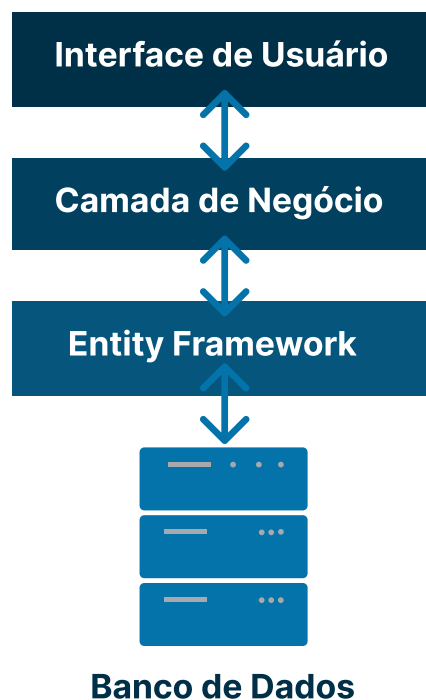 Interface de Usuário
Camada de Negócio
Entity Framework
Banco de Dados